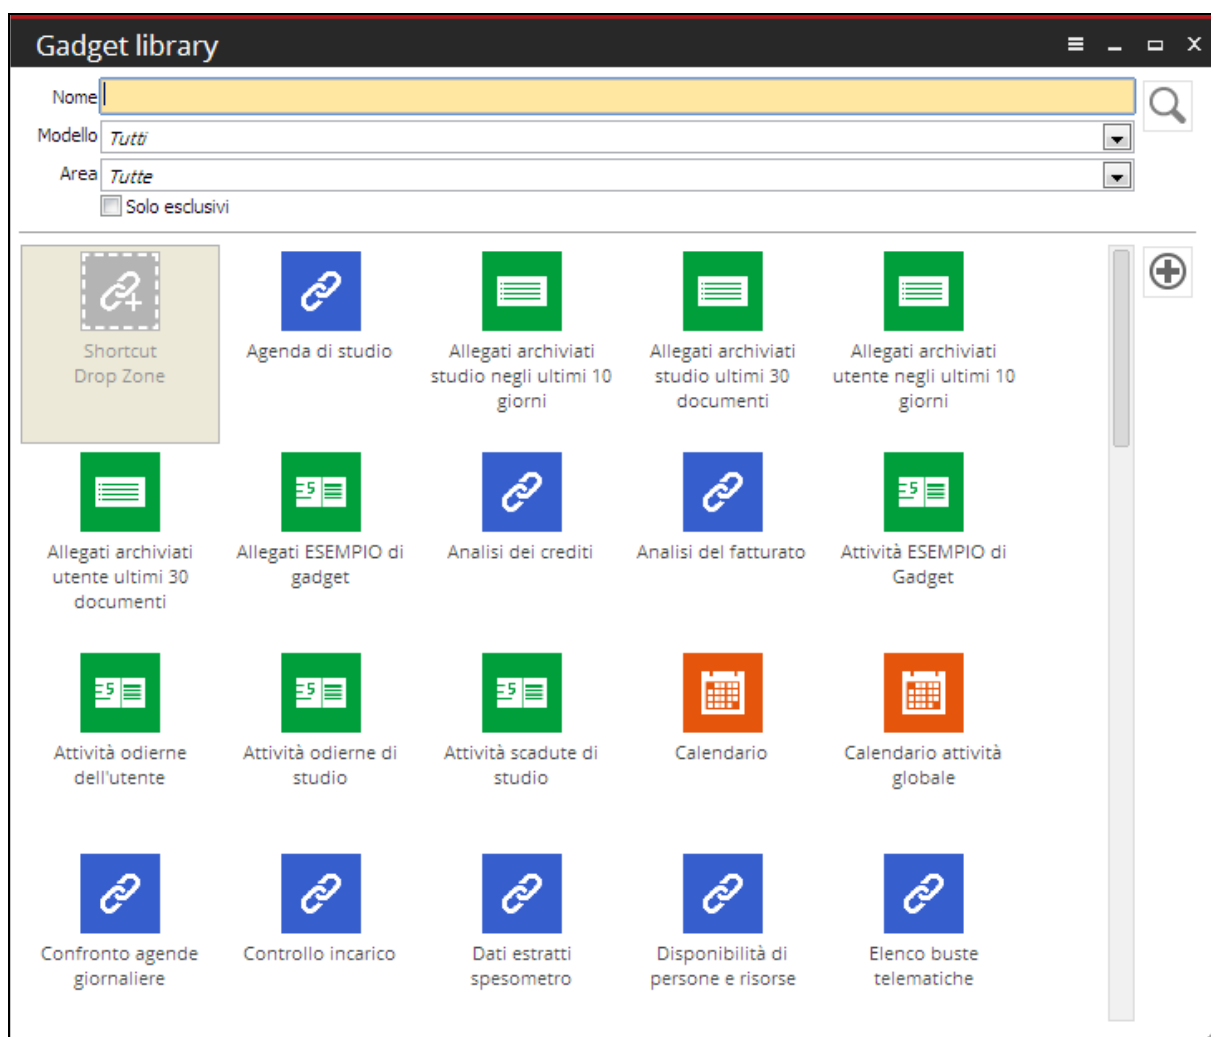 Gadget library
Nome
Modello Tutti
Area Tutte
Solo esclusivi
Shortcut
Drop Zone
Agenda di studio
Allegati archiviati
studio negli ultimi 10
giorni
Allegati archiviati
studio ultimi 30
documenti
Allegati archiviati
utente negli ultimi 10
giorni
Allegati archiviati
utente ultimi 30
documenti
Allegati ESEMPIO di
gadget
Analisi dei crediti
Analisi del fatturato
Attività ESEMPIO di
Gadget
Attività odierne
dell'utente
Attività odierne di
studio
Attività scadute di
studio
Calendario
Calendario attività
globale
Confronto agende
giornaliere
Controllo incarico
Dati estratti
spesometro
Disponibilità di
persone e risorse
Elenco buste
telematiche